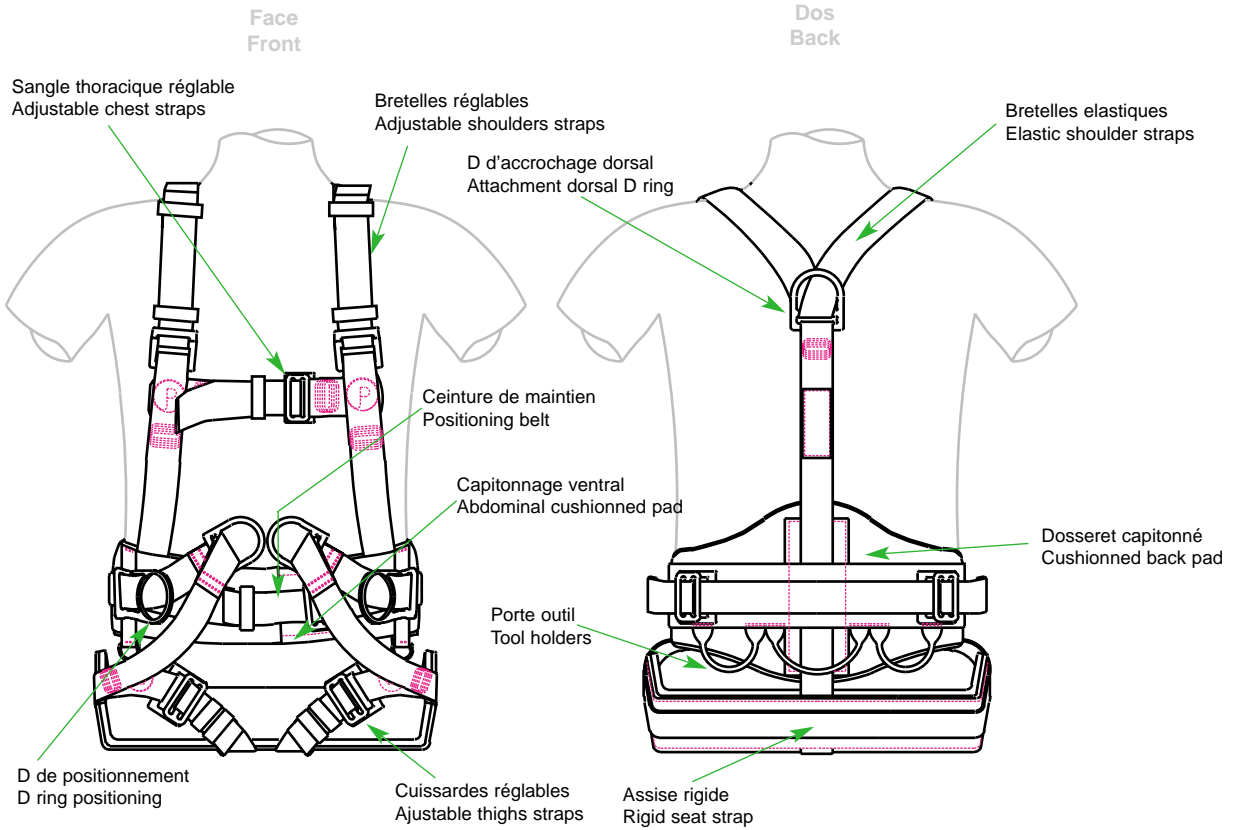 Face
Front
Dos
Back
Sangle thoracique réglable
Adjustable chest straps
Bretelles réglables
Adjustable shoulders straps
D d'accrochage dorsal
Attachment dorsal D ring
Bretelles elastiques
Elastic shoulder straps
P
P
Ceinture de maintien
Positioning belt
Capitonnage ventral
Abdominal cushionned pad
Dosseret capitonné
Cushionned back pad
Porte outil
Tool holders
D de positionnement
D ring positioning
Cuissardes réglables
Ajustable thighs straps
Assise rigide
Rigid seat strap